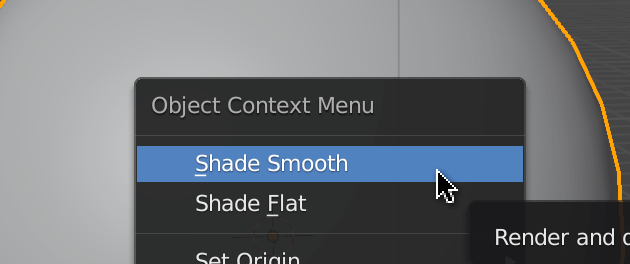 Object Context Menu
Shade Smooth
Shade Flat
Set Origin
Render and